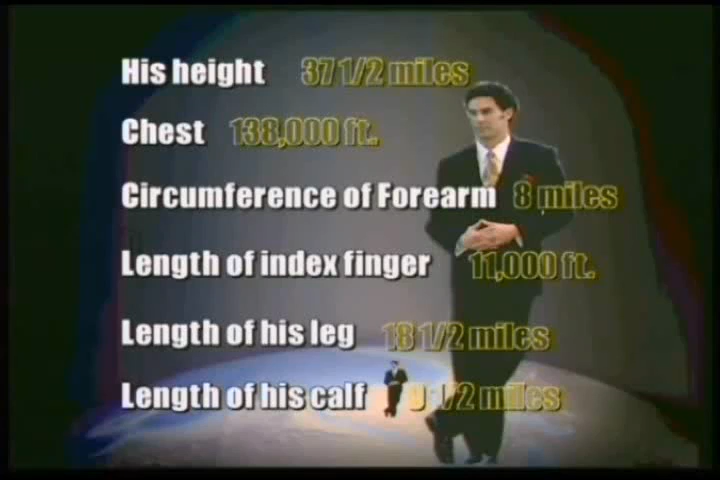 His height 37 1/2 miles
Chest 138,000 ft.
Circumference of Forearm 8 miles
Length of index finger 11,000 ft.
Length of his leg 18 1/2 miles
Length of his calf 1/2 miles